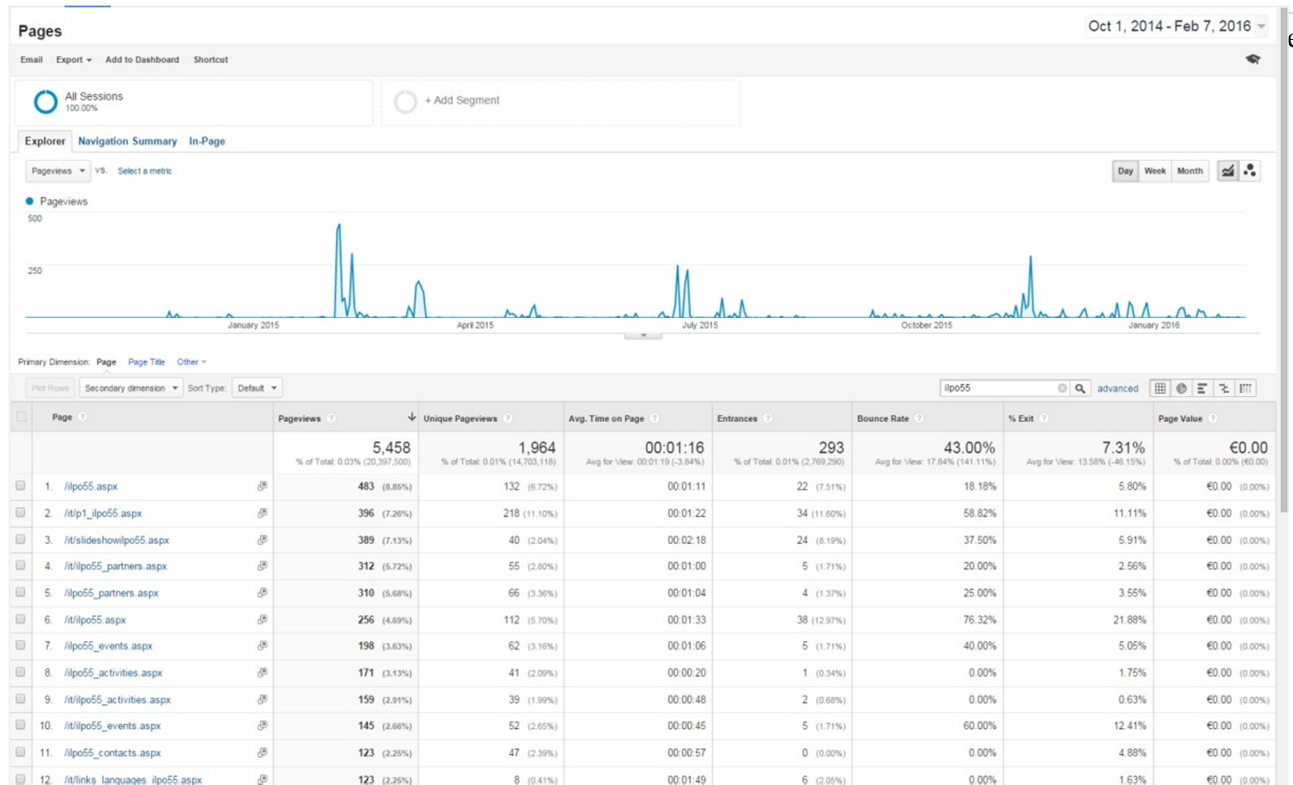 Pages
Oct 1, 2014 - Feb 7, 2016
Email Export Add to Dashboard Shortcut
All Sessions
100.00%
+ Add Segment
Explorer Navigation Summary In-Page
Pageviews VS. Select a metric
Day Week Month
Pageviews
500
250
January 2015 April 2015 July 2015 October 2015 January 2016
Primary Dimension: Page Page Title Other
Plot Rows Secondary dimension Sort Type: Default ilpo55 advanced
Page Pageviews Unique Pageviews Avg. Time on Page Entrances Bounce Rate % Exit Page Value
5,458 1,964 00:01:16 293 43.00% 7.31% €0.00
% of Total: 0.03% (20,397,500) % of Total: 0.01% (14,703,118) Avg for View: 00:01:19 (-3.84%) % of Total: 0.01% (2,769,290) Avg for View: 17.84% (141.11%) Avg for View: 13.58% (-46.15%) % of Total: 0.00% (€0.00)
1. /ilpo55.aspx 483 (8.85%) 132 (6.72%) 00:01:11 22 (7.51%) 18.18% 5.80% €0.00 (0.00%)
2. /it/p1_ilpo55.aspx 396 (7.26%) 218 (11.10%) 00:01:22 34 (11.60%) 58.82% 11.11% €0.00 (0.00%)
3. /it/slideshowilpo55.aspx 389 (7.13%) 40 (2.04%) 00:02:18 24 (8.19%) 37.50% 5.91% €0.00 (0.00%)
4. /it/ilpo55_partners.aspx 312 (5.72%) 55 (2.80%) 00:01:00 5 (1.71%) 20.00% 2.56% €0.00 (0.00%)
5. /ilpo55_partners.aspx 310 (5.68%) 66 (3.36%) 00:01:04 4 (1.37%) 25.00% 3.55% €0.00 (0.00%)
6. /it/ilpo55.aspx 256 (4.69%) 112 (5.70%) 00:01:33 38 (12.97%) 76.32% 21.88% €0.00 (0.00%)
7. /ilpo55_events.aspx 198 (3.63%) 62 (3.16%) 00:01:06 5 (1.71%) 40.00% 5.05% €0.00 (0.00%)
8. /ilpo55_activities.aspx 171 (3.13%) 41 (2.09%) 00:00:20 1 (0.34%) 0.00% 1.75% €0.00 (0.00%)
9. /it/ilpo55_activities.aspx 159 (2.91%) 39 (1.99%) 00:00:48 2 (0.68%) 0.00% 0.63% €0.00 (0.00%)
10. /it/ilpo55_events.aspx 145 (2.66%) 52 (2.65%) 00:00:45 5 (1.71%) 60.00% 12.41% €0.00 (0.00%)
11. /ilpo55_contacts.aspx 123 (2.25%) 47 (2.39%) 00:00:57 0 (0.00%) 0.00% 4.88% €0.00 (0.00%)
12. /it/links_languages_ilpo55.aspx 123 (2.25%) 8 (0.41%) 00:01:49 6 (2.05%) 0.00% 1.63% €0.00 (0.00%)